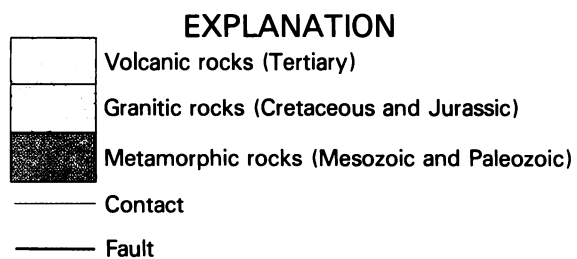 EXPLANATION
Volcanic rocks (Tertiary)
Granitic rocks (Cretaceous and Jurassic)
Metamorphic rocks (Mesozoic and Paleozoic)
Contact
Fault